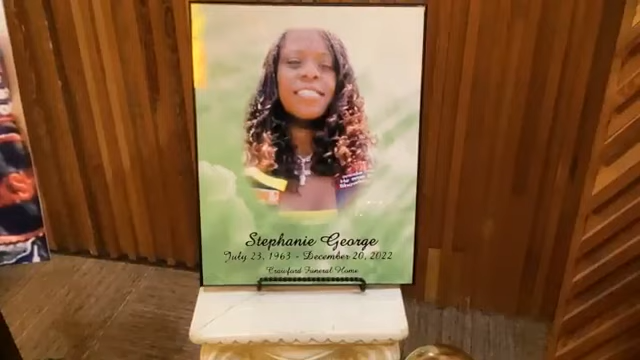 Stephanie George
July 23, 1963 - December 20, 2022
Crawford Funeral Home